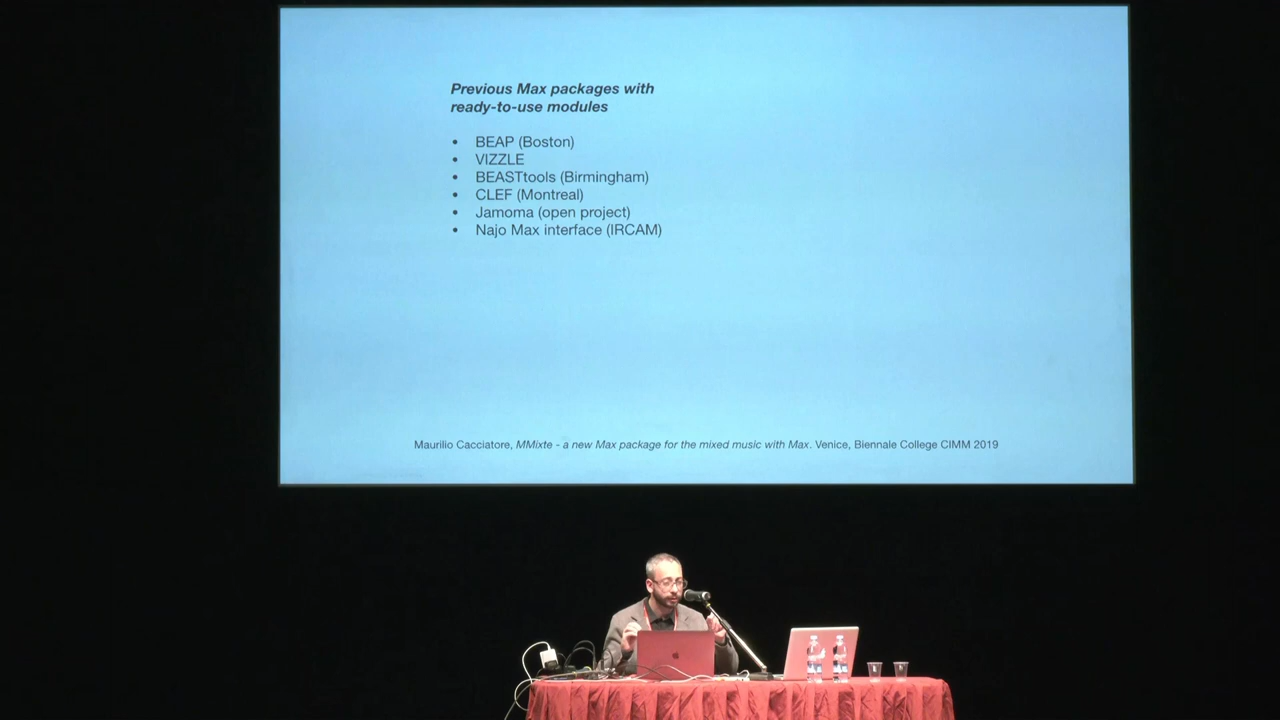 Previous Max packages with
ready-to-use modules
• BEAP (Boston)
• VIZZLE
• BEASTtools (Birmingham)
• CLEF (Montreal)
• Jamoma (open project)
• Najo Max interface (IRCAM)
Maurilio Cacciatore, MMixte - a new Max package for the mixed music with Max. Venice, Biennale College CIMM 2019